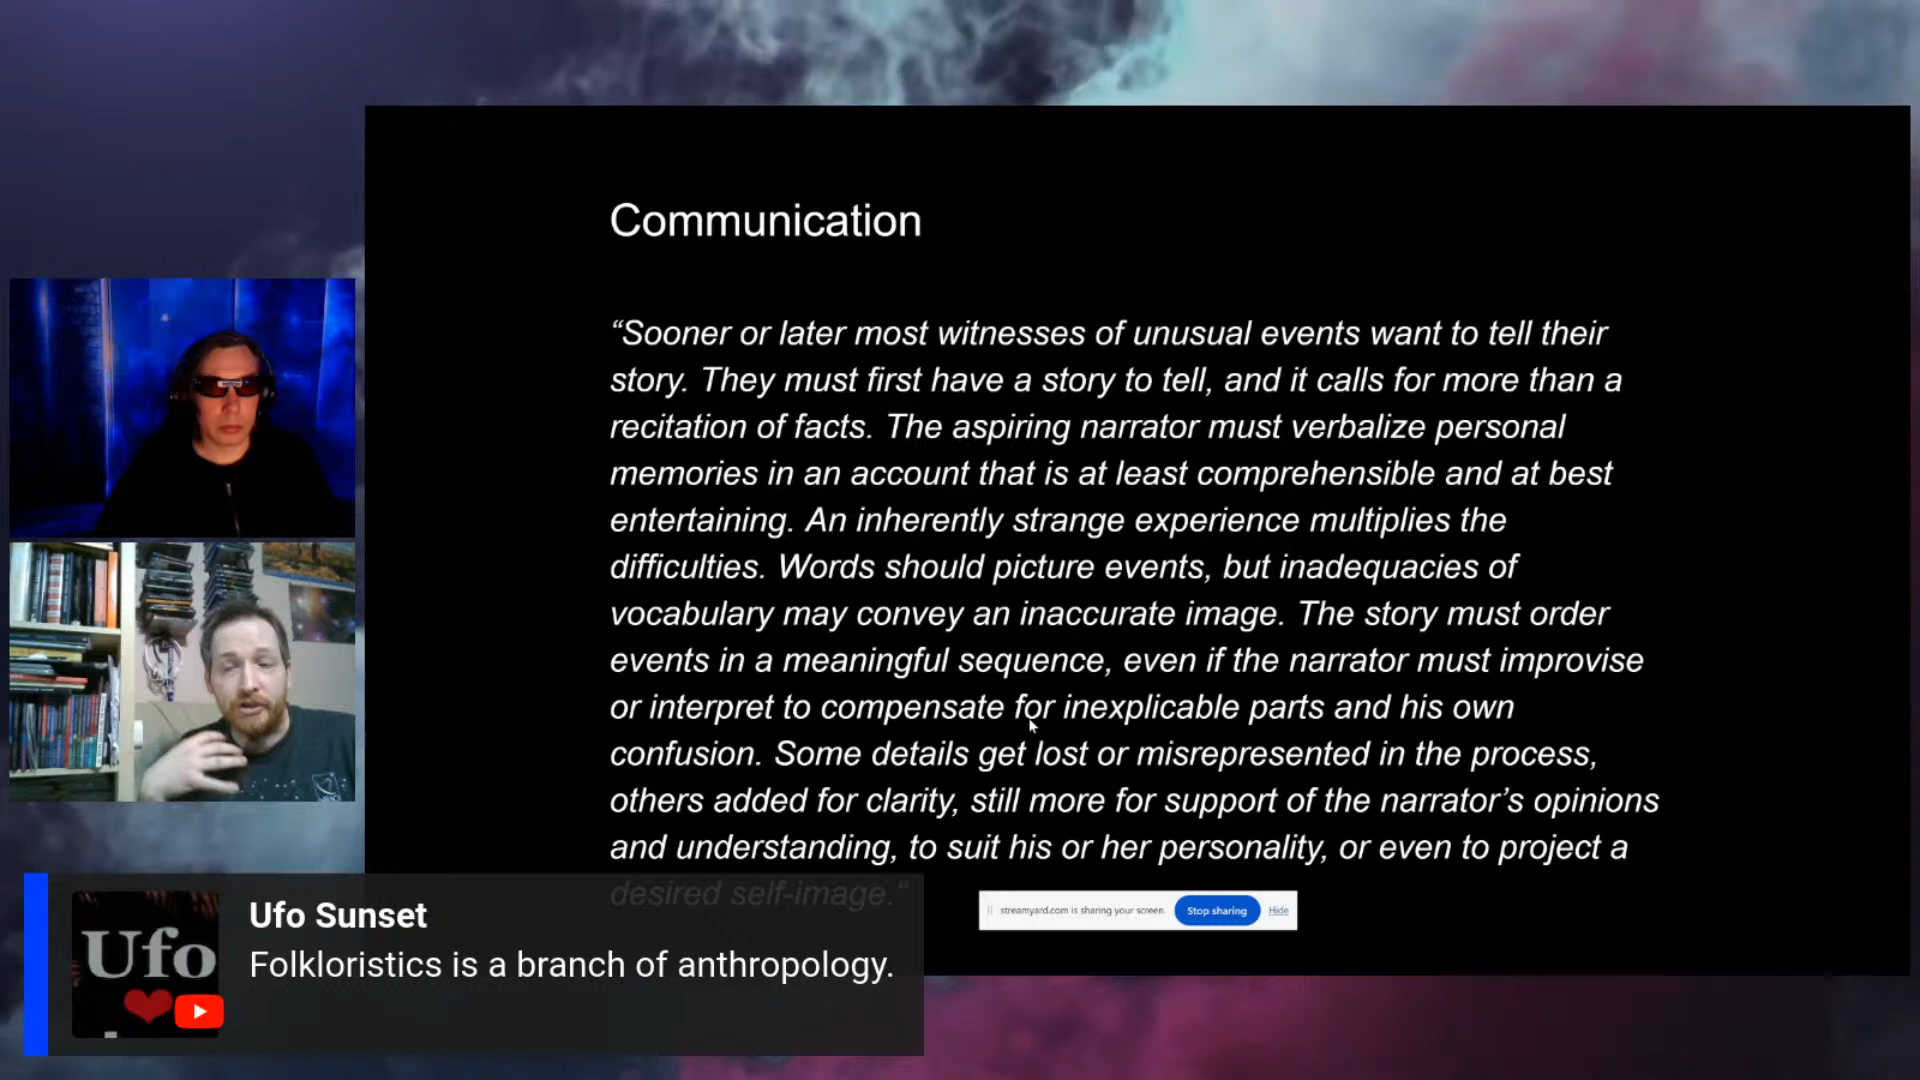 Communication
“Sooner or later most witnesses of unusual events want to tell their
story. They must first have a story to tell, and it calls for more than a
recitation of facts. The aspiring narrator must verbalize personal
memories in an account that is at least comprehensible and at best
entertaining. An inherently strange experience multiplies the
difficulties. Words should picture events, but inadequacies of
vocabulary may convey an inaccurate image. The story must order
events in a meaningful sequence, even if the narrator must improvise
or interpret to compensate for inexplicable parts and his own
confusion. Some details get lost or misrepresented in the process,
others added for clarity, still more for support of the narrator’s opinions
and understanding, to suit his or her personality, or even to project a
desired self-image.“
streamyard.com is sharing your screen. Stop sharing Hide
Ufo
Ufo Sunset
Folkloristics is a branch of anthropology.